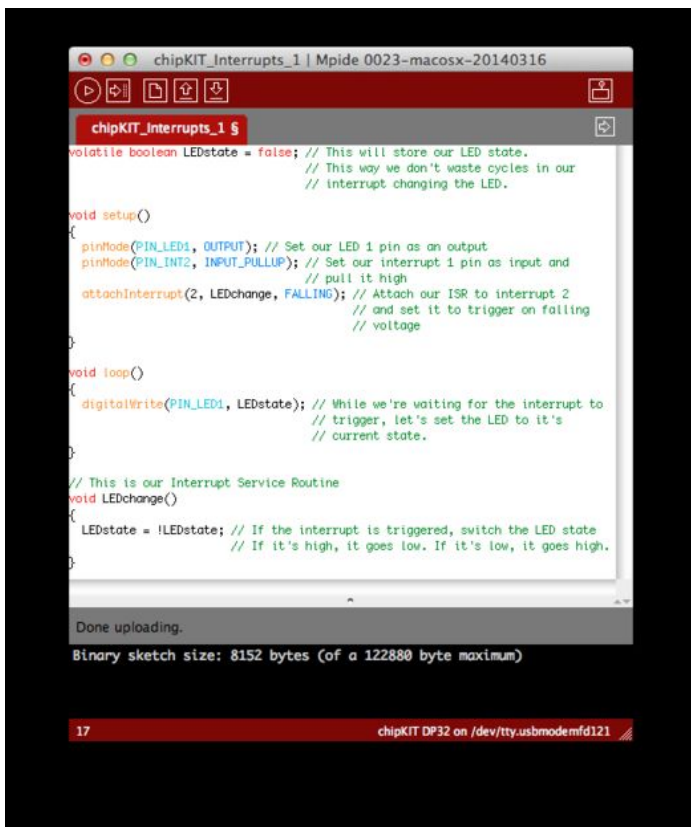 chipKIT_Interrupts_1 | Mpide 0023-macosx-20140316
chipKIT_Interrupts_1 §
volatile boolean LEDstate = false; // This will store our LED state.
// This way we don't waste cycles in our
// interrupt changing the LED.
void setup()
{
pinMode(PIN_LED1, OUTPUT); // Set our LED 1 pin as an output
pinMode(PIN_INT2, INPUT_PULLUP); // Set our interrupt 1 pin as input and
// pull it high
attachInterrupt(2, LEDchange, FALLING); // Attach our ISR to interrupt 2
// and set it to trigger on falling
// voltage
}
void loop()
{
digitalWrite(PIN_LED1, LEDstate); // While we're waiting for the interrupt to
// trigger, let's set the LED to it's
// current state.
}
// This is our Interrupt Service Routine
void LEDchange()
{
LEDstate = !LEDstate; // If the interrupt is triggered, switch the LED state
// If it's high, it goes low. If it's low, it goes high.
}
Done uploading.
Binary sketch size: 8152 bytes (of a 122880 byte maximum)
17 chipKIT DP32 on /dev/tty.usbmodemfd121